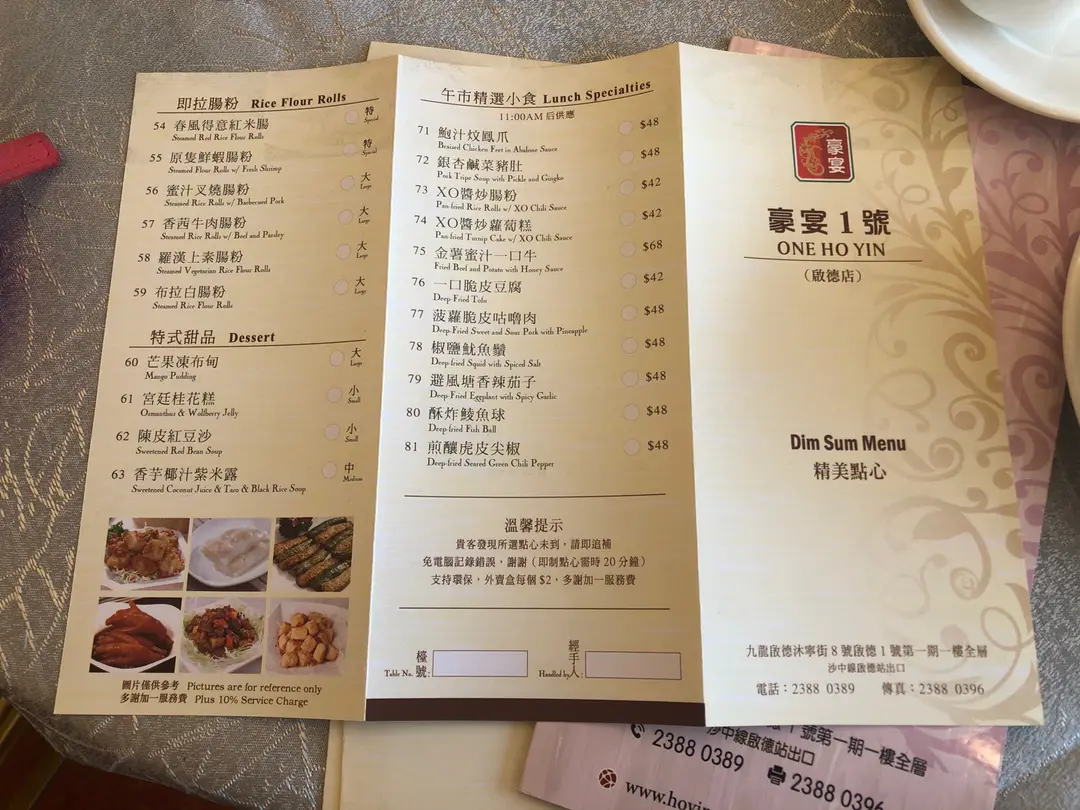 即拉腸粉 Rice Flour Rolls
54 春風得意紅米腸 特
Steamed Red Rice Flour Rolls Special
55 原隻鮮蝦腸粉 特
Steamed Flour Rolls w/ Fresh Shrimp Special
56 蜜汁叉燒腸粉 大
Steamed Rice Rolls w/ Barbecued Pork Large
57 香茜牛肉腸粉 大
Steamed Rice Rolls w/ Beef and Parsley Large
58 羅漢上素腸粉 大
Steamed Vegetarian Rice Flour Rolls Large
59 布拉白腸粉 大
Steamed Rice Flour Rolls Large
特式甜品 Dessert
60 芒果凍布甸 大
Mango Pudding Large
61 宮廷桂花糕 小
Osmanthus & Wolfberry Jelly Small
62 陳皮紅豆沙 小
Sweetened Red Bean Soup Small
63 香芋椰汁紫米露 中
Sweetened Coconut Juice & Taro & Black Rice Soup Medium
圖片僅供參考 Pictures are for reference only
多謝加一服務費 Plus 10% Service Charge
午市精選小食 Lunch Specialties
11:00AM 后供應
71 鮑汁炆鳳爪 $48
Braized Chicken Feet in Abalone Sauce
72 銀杏鹹菜豬肚 $48
Pork Tripe Soup with Pickle and Gingko
73 XO醬炒腸粉 $42
Pan-fried Rice Rolls w/ XO Chili Sauce
74 XO醬炒蘿蔔糕 $42
Pan-fried Turnip Cake w/ XO Chili Sauce
75 金薯蜜汁一口牛 $68
Fried Beef and Potato with Honey Sauce
76 一口脆皮豆腐 $42
Deep-Fried Tofu
77 菠蘿脆皮咕嚕肉 $48
Deep-Fried Sweet and Sour Pork with Pineapple
78 椒鹽魷魚鬚 $48
Deep-fried Squid with Spiced Salt
79 避風塘香辣茄子 $48
Deep-Fried Eggplant with Spicy Garlic
80 酥炸鯪魚球 $48
Deep-fried Fish Ball
81 煎釀虎皮尖椒 $48
Deep-fried Seared Green Chili Pepper
溫馨提示
貴客發現所選點心未到，請即追補
免電腦記錄錯誤，謝謝（即制點心需時 20 分鐘）
支持環保，外賣盒每個 $2，多謝加一服務費
檯號：
Table No.
經手人：
Handled by
豪宴
豪宴 1 號
ONE HO YIN
（啟德店）
Dim Sum Menu
精美點心
九龍啟德沐寧街 8 號啟德 1 號第一期一樓全層
沙中線啟德站出口
電話：2388 0389 傳真：2388 0396
號第一期一樓全層
沙中線啟德站出口
2388 0389 2388 0396